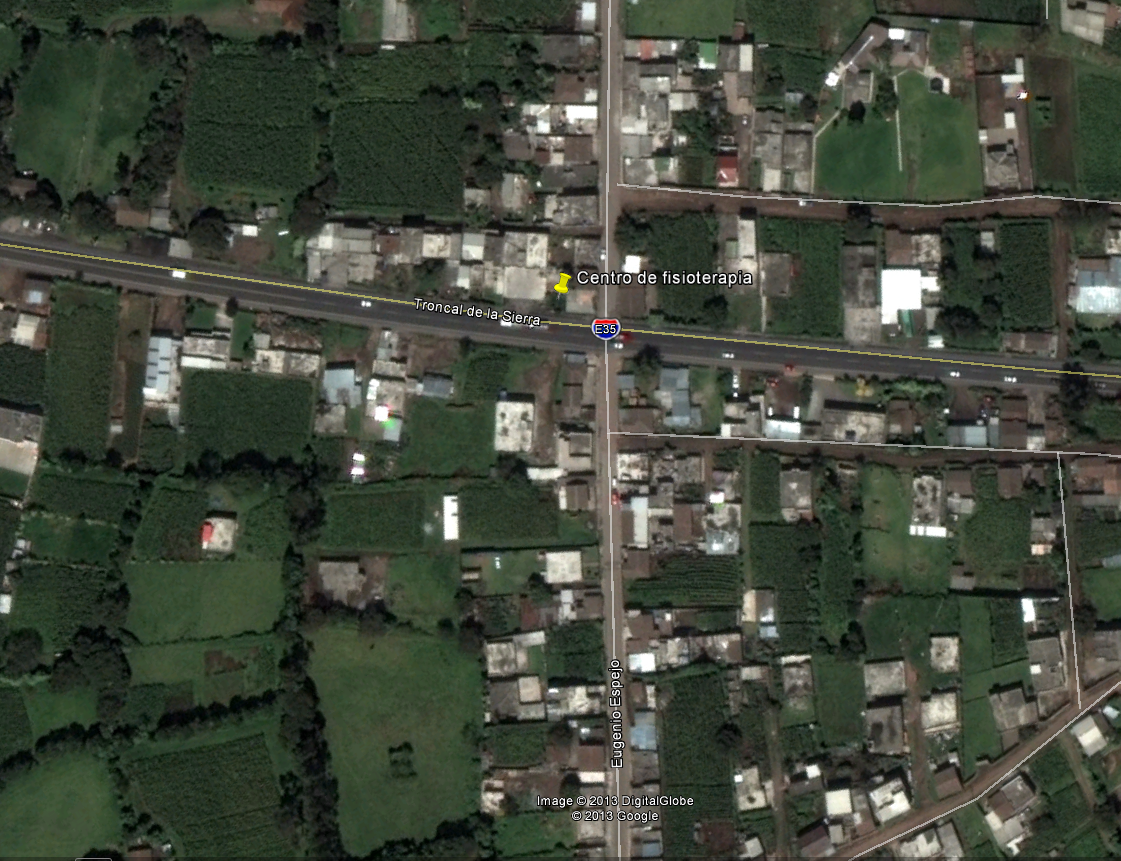 Centro de fisioterapia
Troncal de la Sierra
E35
Eugenio Espejo
Image © 2013 DigitalGlobe
© 2013 Google